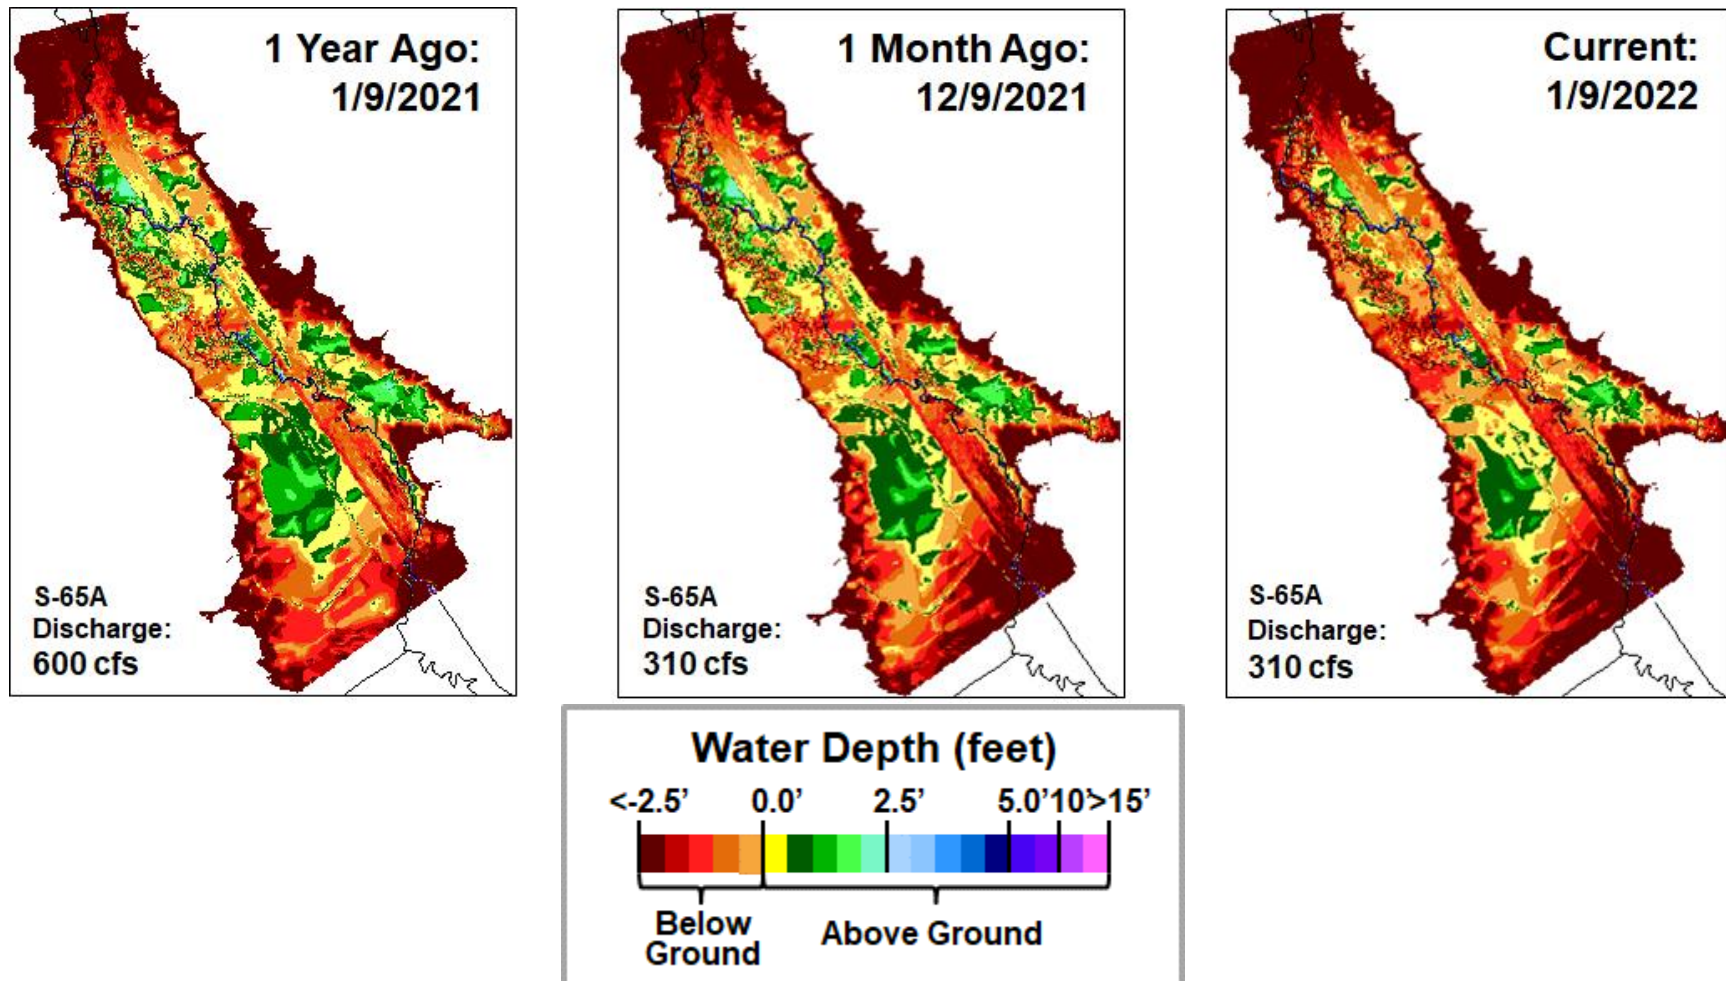 1 Year Ago:
1/9/2021
S-65A
Discharge:
600 cfs
1 Month Ago:
12/9/2021
S-65A
Discharge:
310 cfs
Current:
1/9/2022
S-65A
Discharge:
310 cfs
Water Depth (feet)
<-2.5' 0.0' 2.5' 5.0' 10' >15'
Below
Ground
Above Ground